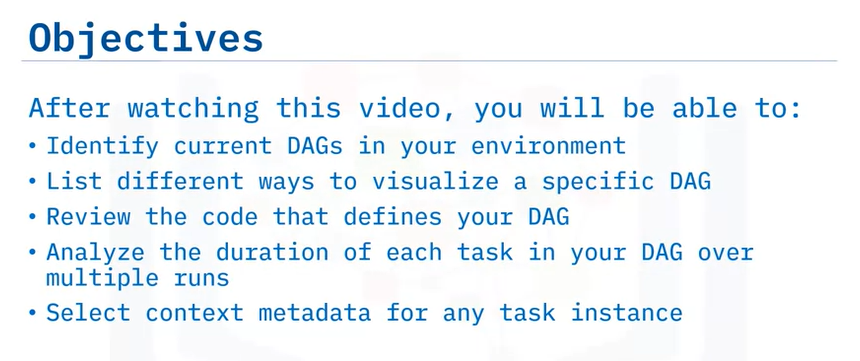 Objectives
After watching this video, you will be able to:
• Identify current DAGs in your environment
• List different ways to visualize a specific DAG
• Review the code that defines your DAG
• Analyze the duration of each task in your DAG over
multiple runs
• Select context metadata for any task instance